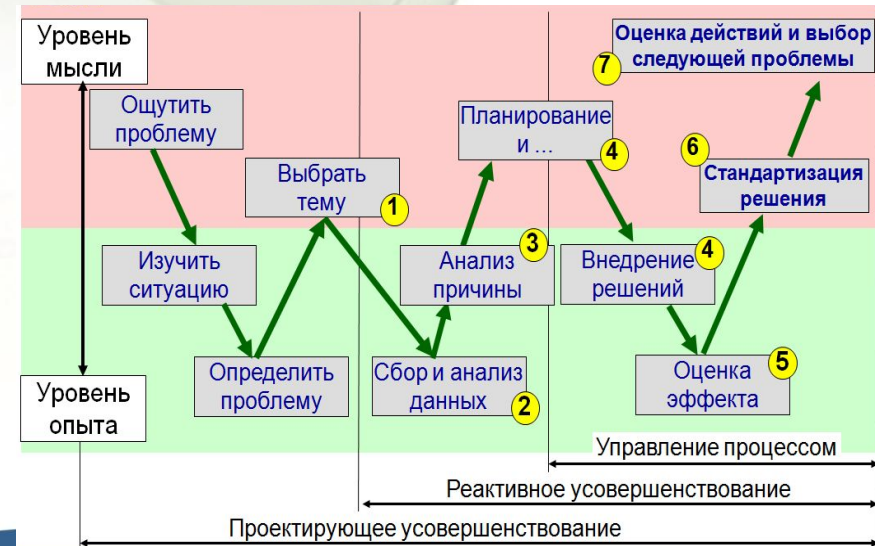 Уровень
мысли
Ощутить
проблему
Изучить
ситуацию
Определить
проблему
Выбрать
тему
1
Сбор и анализ
данных
2
Анализ
причины
3
Планирование
и ...
4
Внедрение
решений
4
Оценка
эффекта
5
Стандартизация
решения
6
Оценка действий и выбор
следующей проблемы
7
Уровень
опыта
Управление процессом
Реактивное усовершенствование
Проектирующее усовершенствование